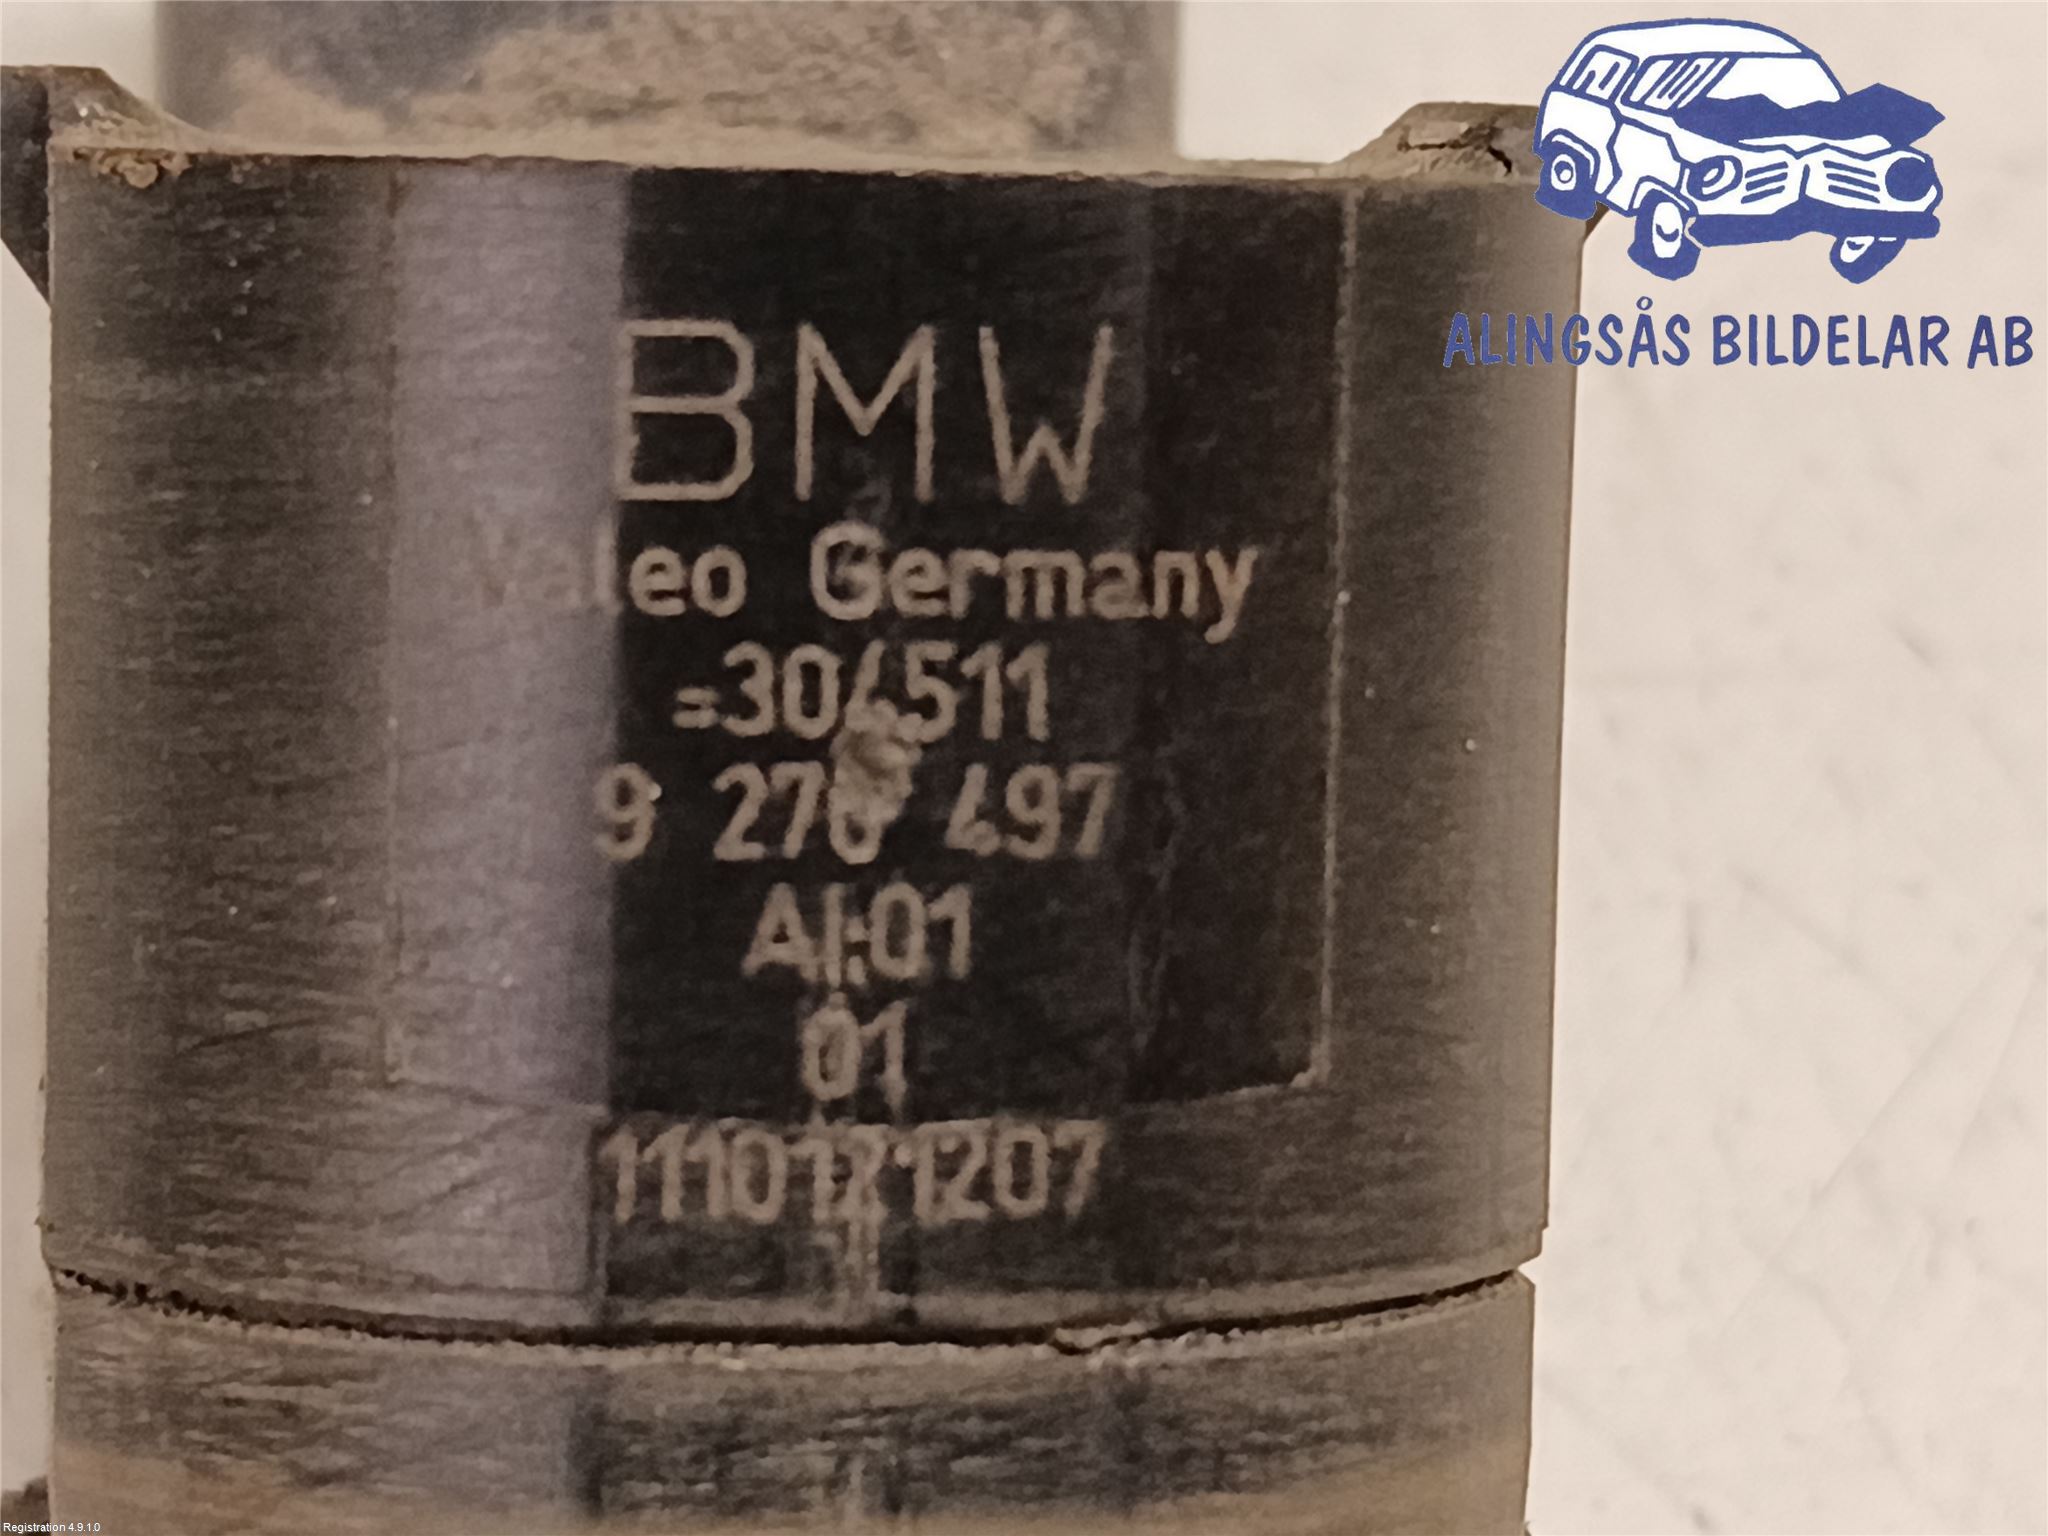 BMW
Valeo Germany
=304511
9 270 497
AI:01
01
ALINGSÅS BILDELAR AB
Registration 4.9.1.0